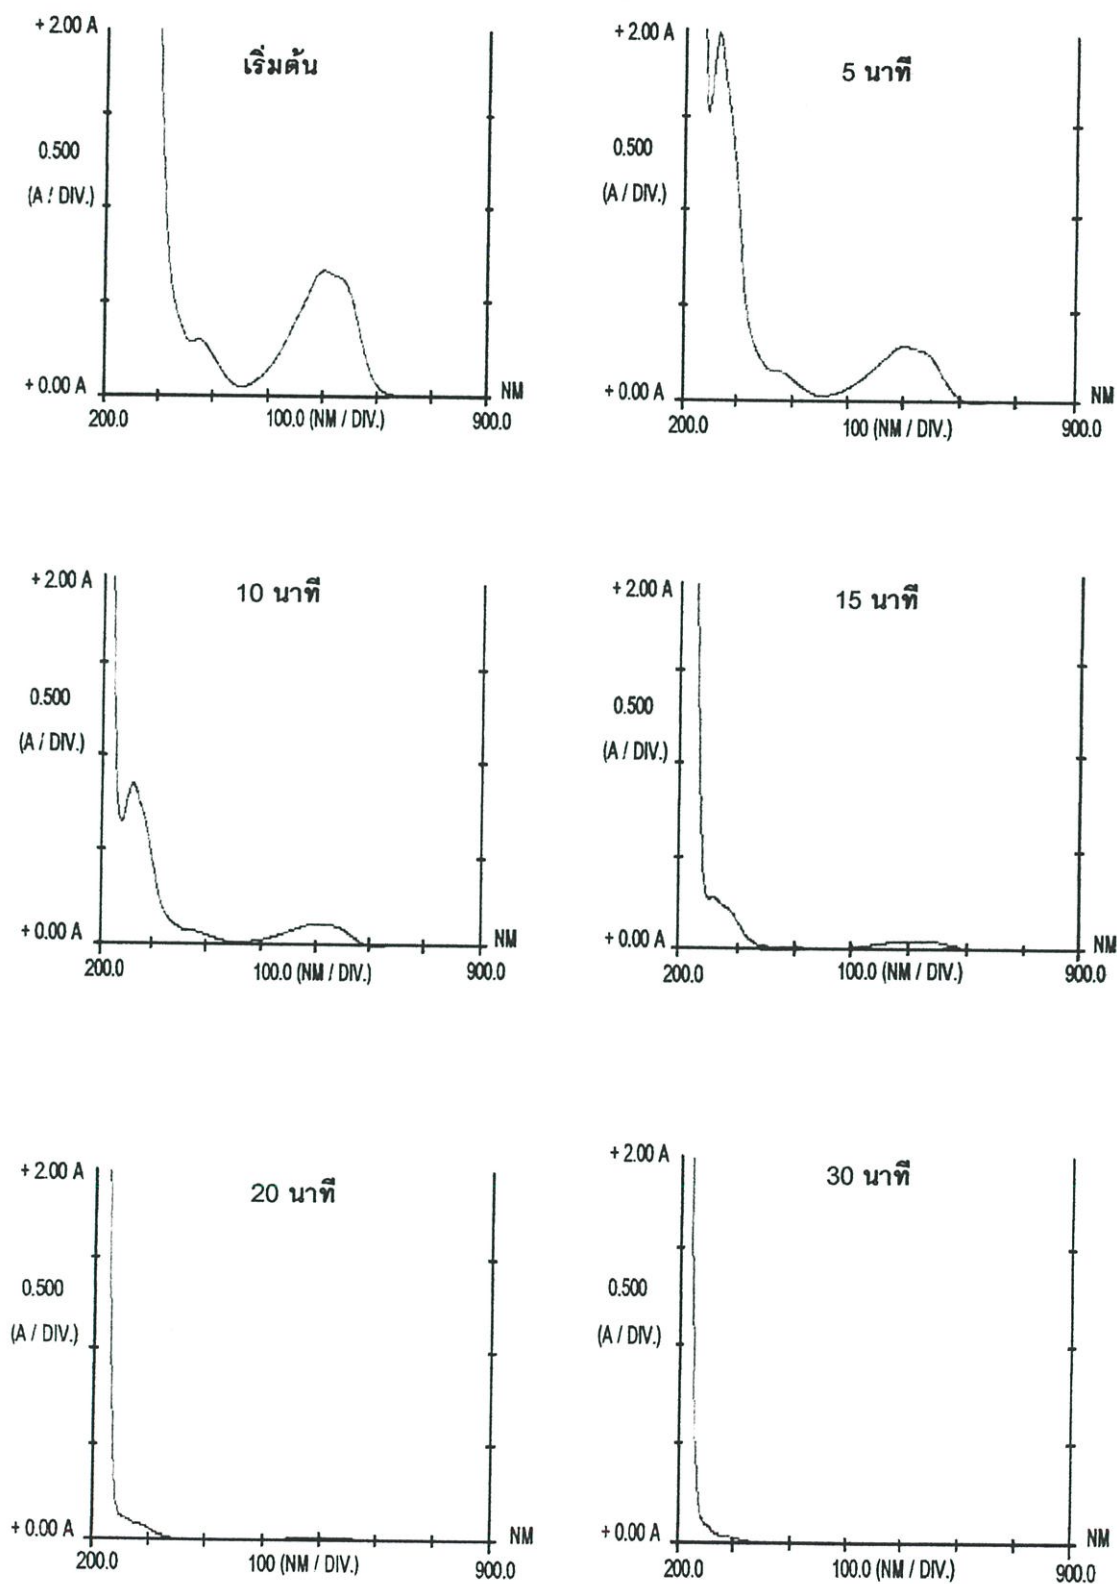 เริ่มต้น
+ 2.00 A
0.500
(A / DIV.)
+ 0.00 A
200.0
100.0 (NM / DIV.)
900.0
NM
5 นาที
+ 2.00 A
0.500
(A / DIV.)
+ 0.00 A
200.0
100 (NM / DIV.)
900.0
NM
10 นาที
+ 2.00 A
0.500
(A / DIV.)
+ 0.00 A
200.0
100.0 (NM / DIV.)
900.0
NM
15 นาที
+ 2.00 A
0.500
(A / DIV.)
+ 0.00 A
200.0
100.0 (NM / DIV.)
900.0
NM
20 นาที
+ 2.00 A
0.500
(A / DIV.)
+ 0.00 A
200.0
100 (NM / DIV.)
900.0
NM
30 นาที
+ 2.00 A
0.500
(A / DIV.)
+ 0.00 A
200.0
100.0 (NM / DIV.)
900.0
NM